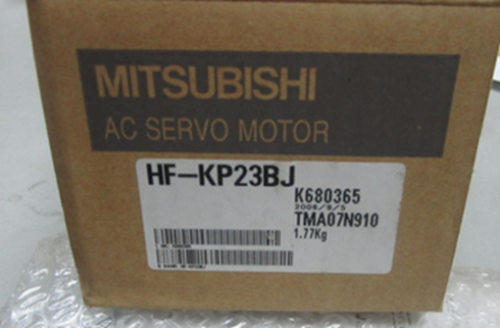 MITSUBISHI
AC SERVO MOTOR
HF-KP23BJ
K680365
TMA07N910
1.77Kg